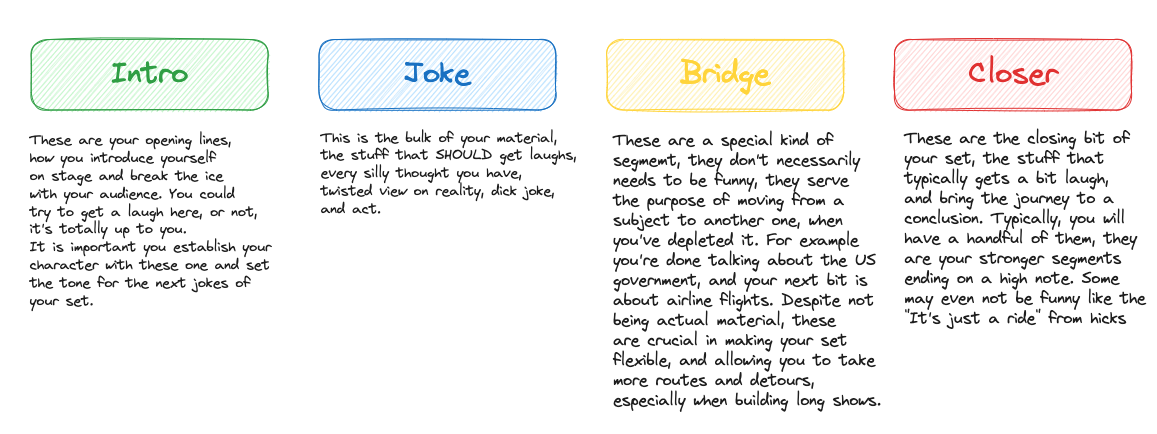 Intro
These are your opening lines,
how you introduce yourself
on stage and break the ice
with your audience. You could
try to get a laugh here, or not,
it's totally up to you.
It is important you establish your
character with these one and set
the tone for the next jokes of
your set.
Joke
This is the bulk of your material,
the stuff that SHOULD get laughs,
every silly thought you have,
twisted view on reality, dick joke,
and act.
Bridge
These are a special kind of
segmemt, they don't necessarily
needs to be funny, they serve
the purpose of moving from a
subject to another one, when
you've depleted it. For example
you're done talking about the US
government, and your next bit is
about airline flights. Despite not
being actual material, these
are crucial in making your set
flexible, and allowing you to take
more routes and detours,
especially when building long shows.
Closer
These are the closing bit of
your set, the stuff that
typically gets a bit laugh,
and bring the journey to a
conclusion. Typically, you will
have a handful of them, they
are your stronger segments
ending on a high note. Some
may even not be funny like the
"It's just a ride" from hicks